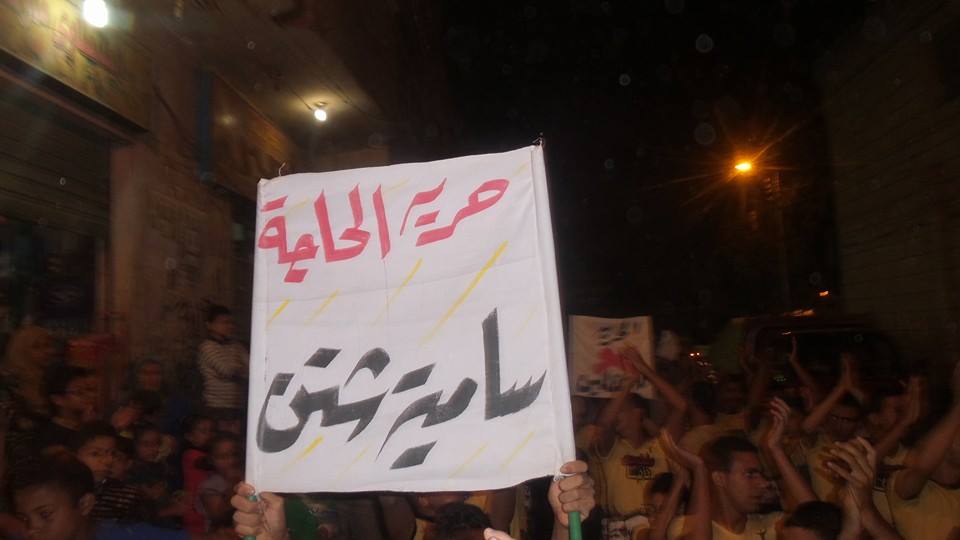 حرية الحاجة
سامية شنن